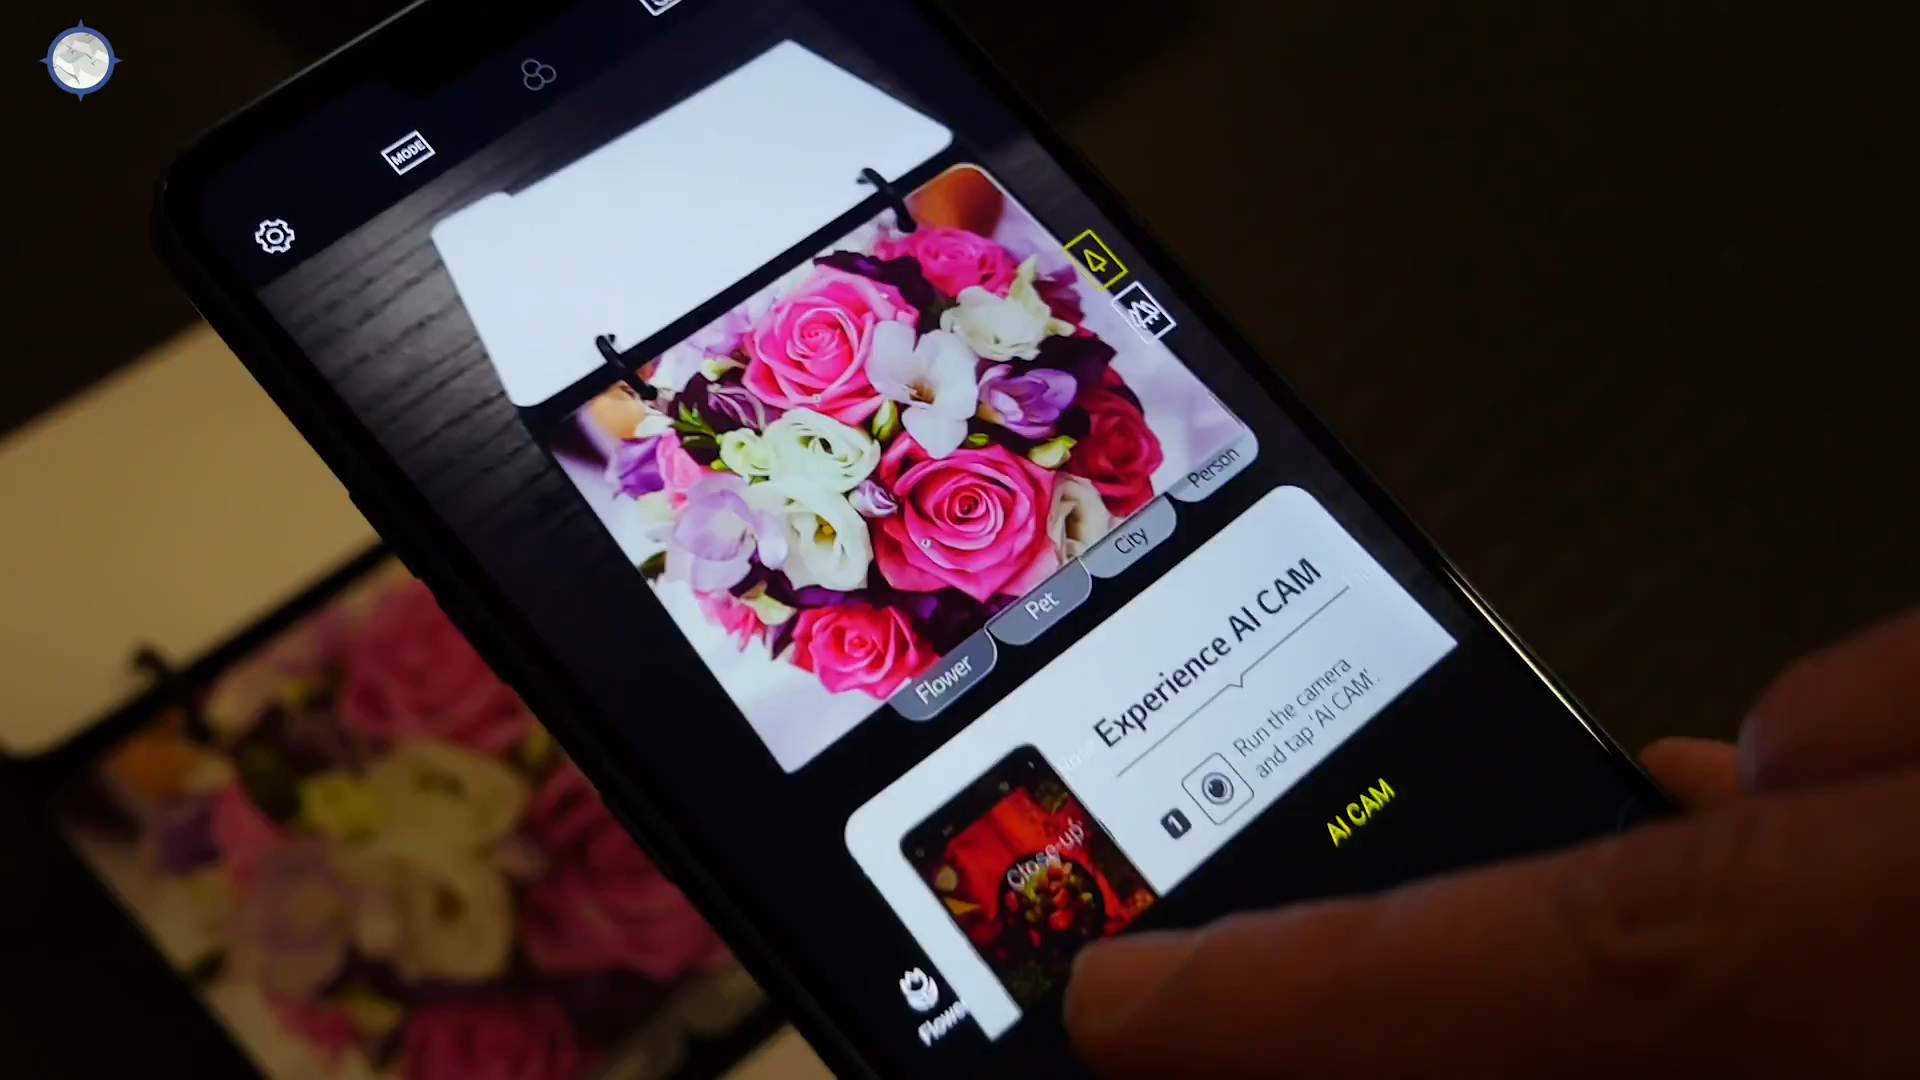 MODE
Person
City
Pet
Flower
Experience AI CAM
Run the camera
and tap 'AI CAM'.
1
AI CAM
Close-up
Flower